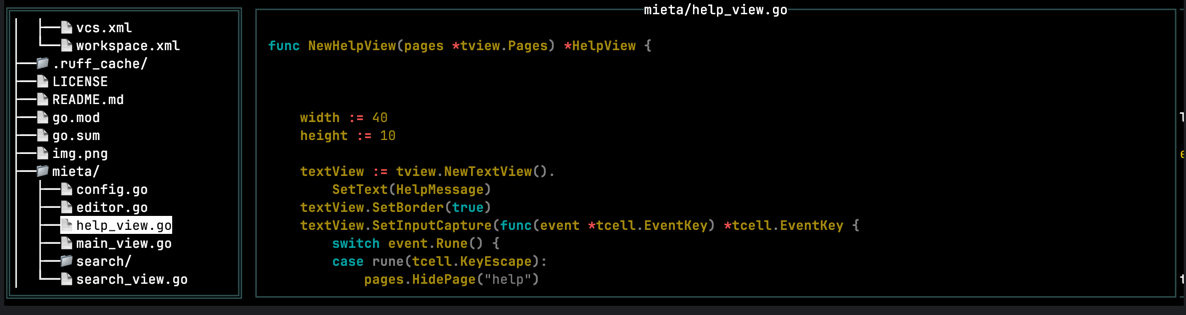 vcs.xml
workspace.xml
.ruff_cache/
LICENSE
README.md
go.mod
go.sum
img.png
mieta/
config.go
editor.go
help_view.go
main_view.go
search/
search_view.go
mieta/help_view.go
func NewHelpView(pages *tview.Pages) *HelpView {
width := 40
height := 10
textView := tview.NewTextView().
SetText(HelpMessage)
textView.SetBorder(true)
textView.SetInputCapture(func(event *tcell.EventKey) *tcell.EventKey {
switch event.Rune() {
case rune(tcell.KeyEscape):
pages.HidePage("help")